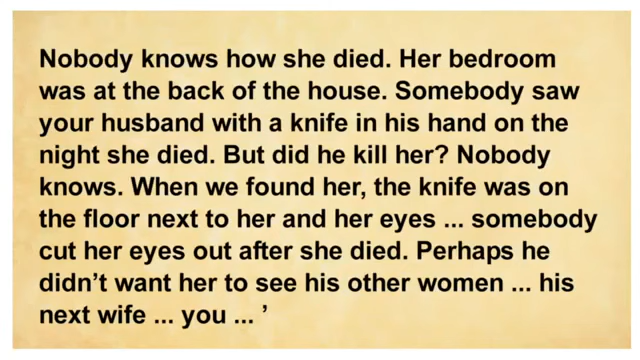 Nobody knows how she died. Her bedroom
was at the back of the house. Somebody saw
your husband with a knife in his hand on the
night she died. But did he kill her? Nobody
knows. When we found her, the knife was on
the floor next to her and her eyes ... somebody
cut her eyes out after she died. Perhaps he
didn’t want her to see his other women ... his
next wife ... you ... ’